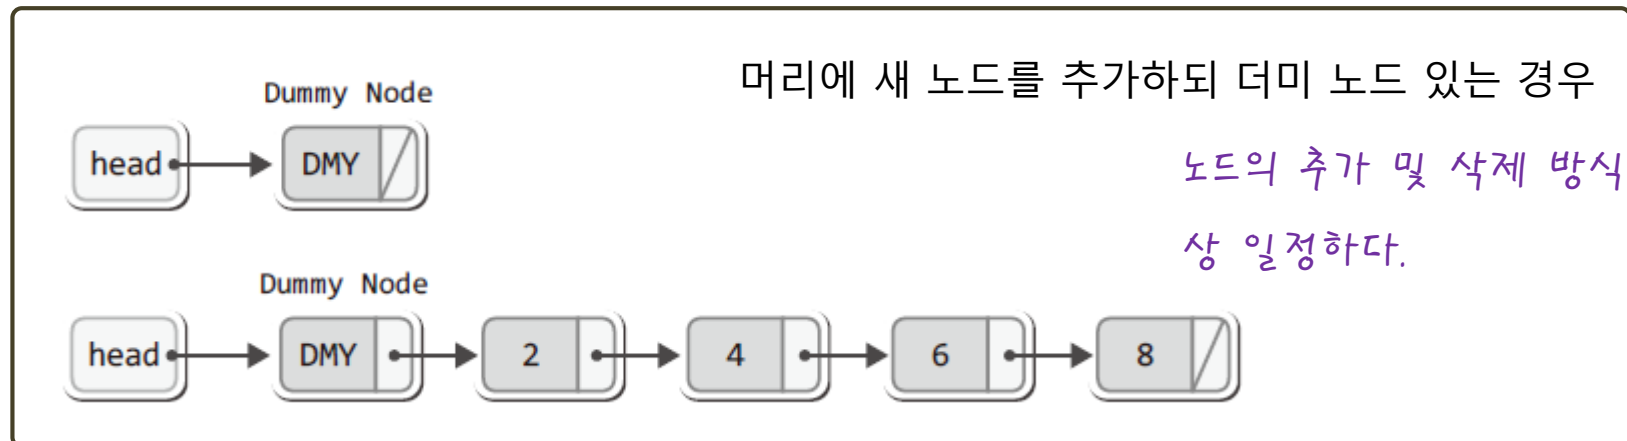 머리에 새 노드를 추가하되 더미 노드 있는 경우
노드의 추가 및 삭제 방식
상 일정하다.
Dummy Node
head DMY
Dummy Node
head DMY 2 4 6 8